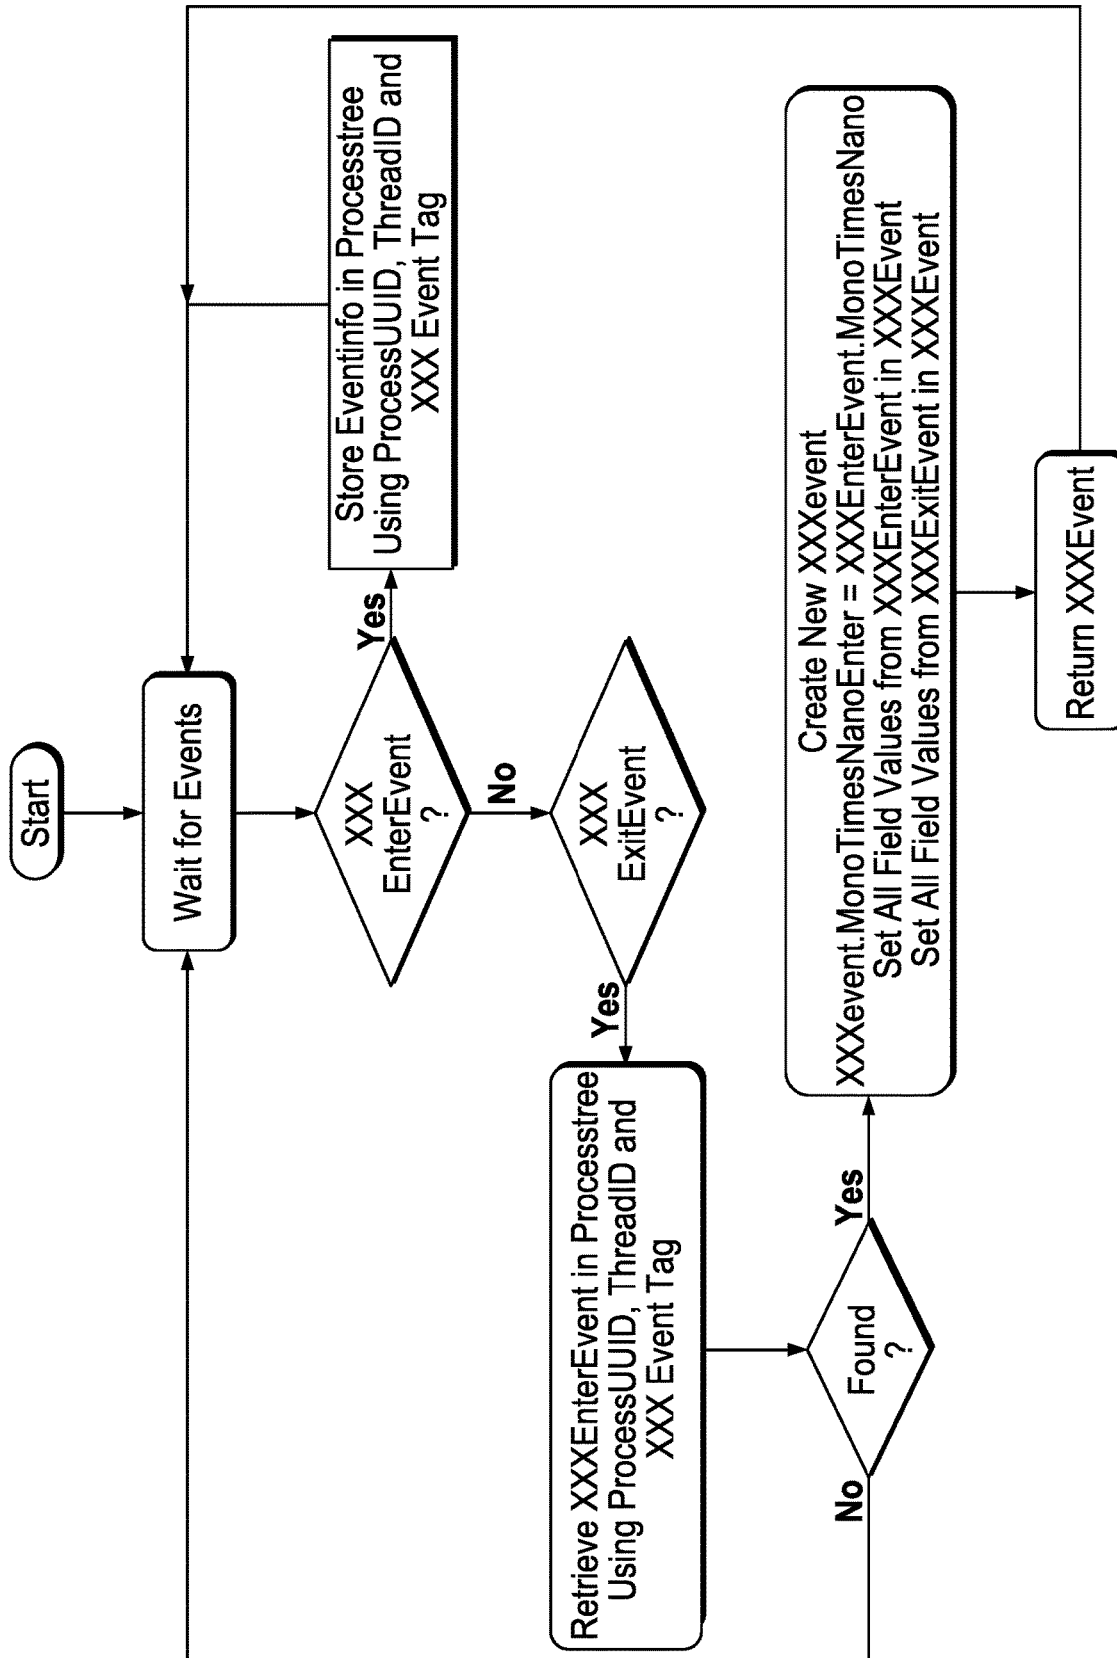 Start
Wait for Events
XXX
EnterEvent
?
Yes
Store Eventinfo in Processtree
Using ProcessUUID, ThreadID and
XXX Event Tag
No
XXX
ExitEvent
?
Yes
Retrieve XXXEnterEvent in Processtree
Using ProcessUUID, ThreadID and
XXX Event Tag
Found
?
No
Yes
Create New XXXevent
XXXevent.MonoTimesNanoEnter = XXXEnterEvent.MonoTimesNano
Set All Field Values from XXXEnterEvent in XXXEvent
Set All Field Values from XXXExitEvent in XXXEvent
Return XXXEvent